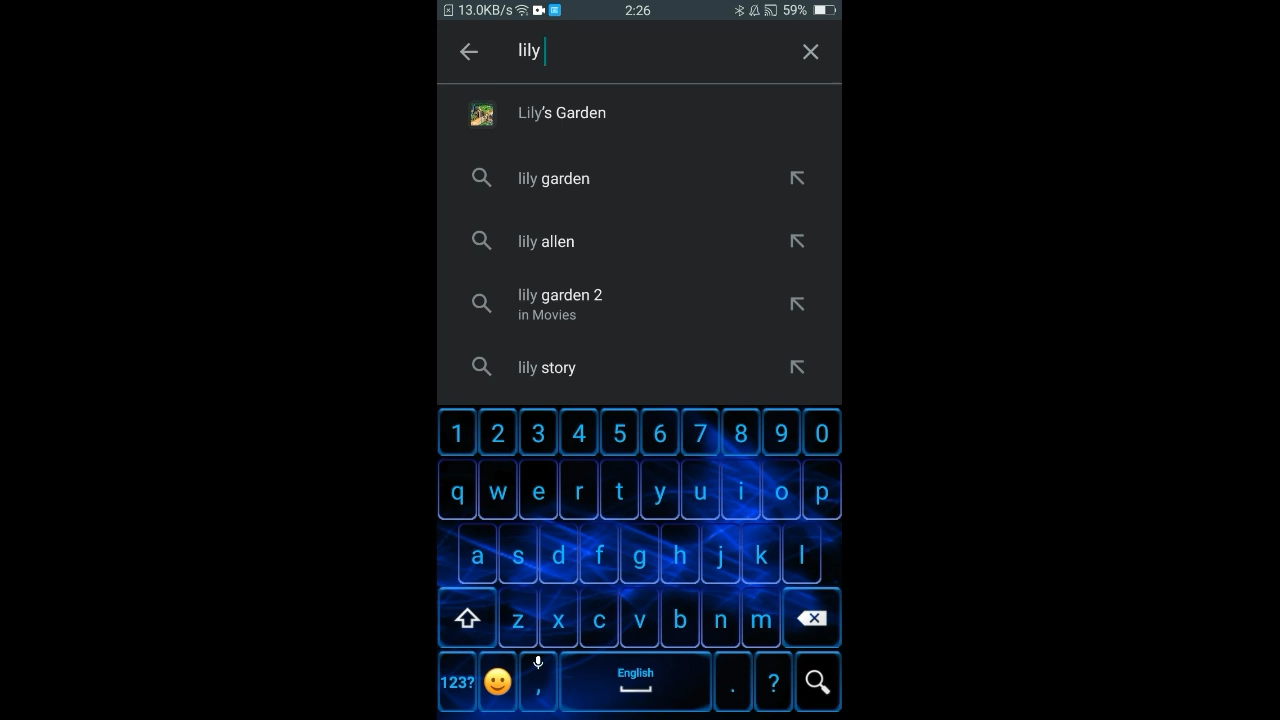 13.0KB/s 2:26 59%
lily
Lily's Garden
lily garden
lily allen
lily garden 2
in Movies
lily story
1 2 3 4 5 6 7 8 9 0
q w e r t y u i o p
a s d f g h j k l
z x c v b n m
123? , English . ?